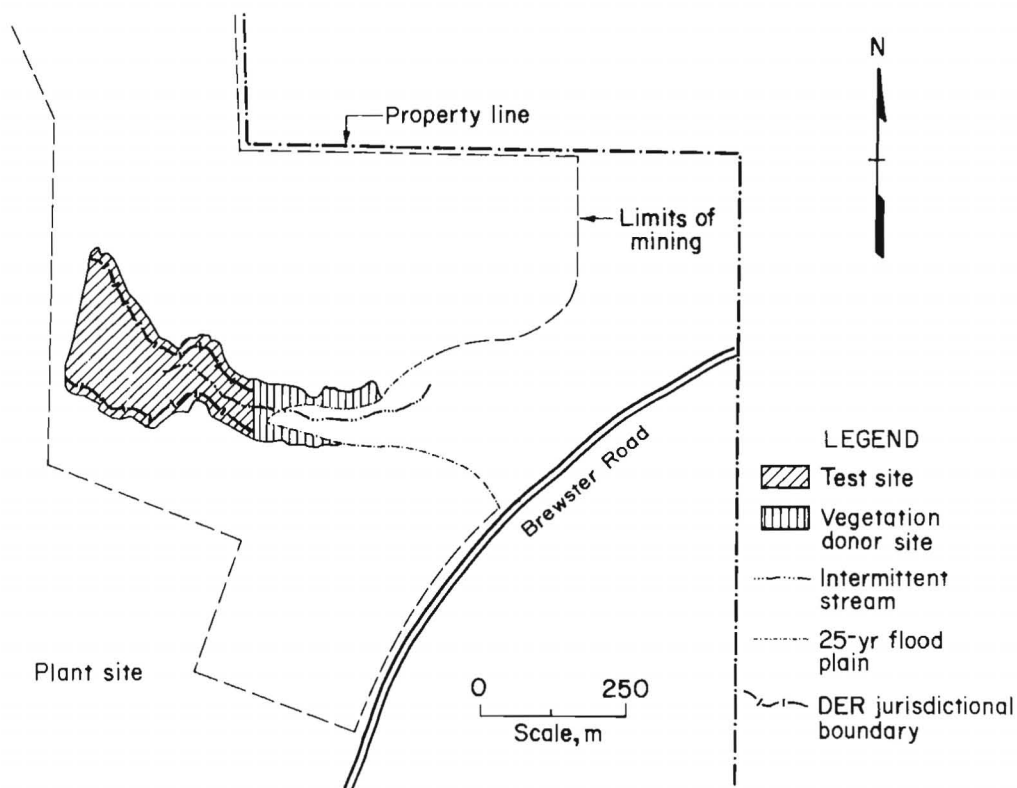 N
Property line
Limits of
mining
Brewster Road
LEGEND
Test site
Vegetation
donor site
Intermittent
stream
25-yr flood
plain
DER jurisdictional
boundary
Plant site
0 250
Scale, m